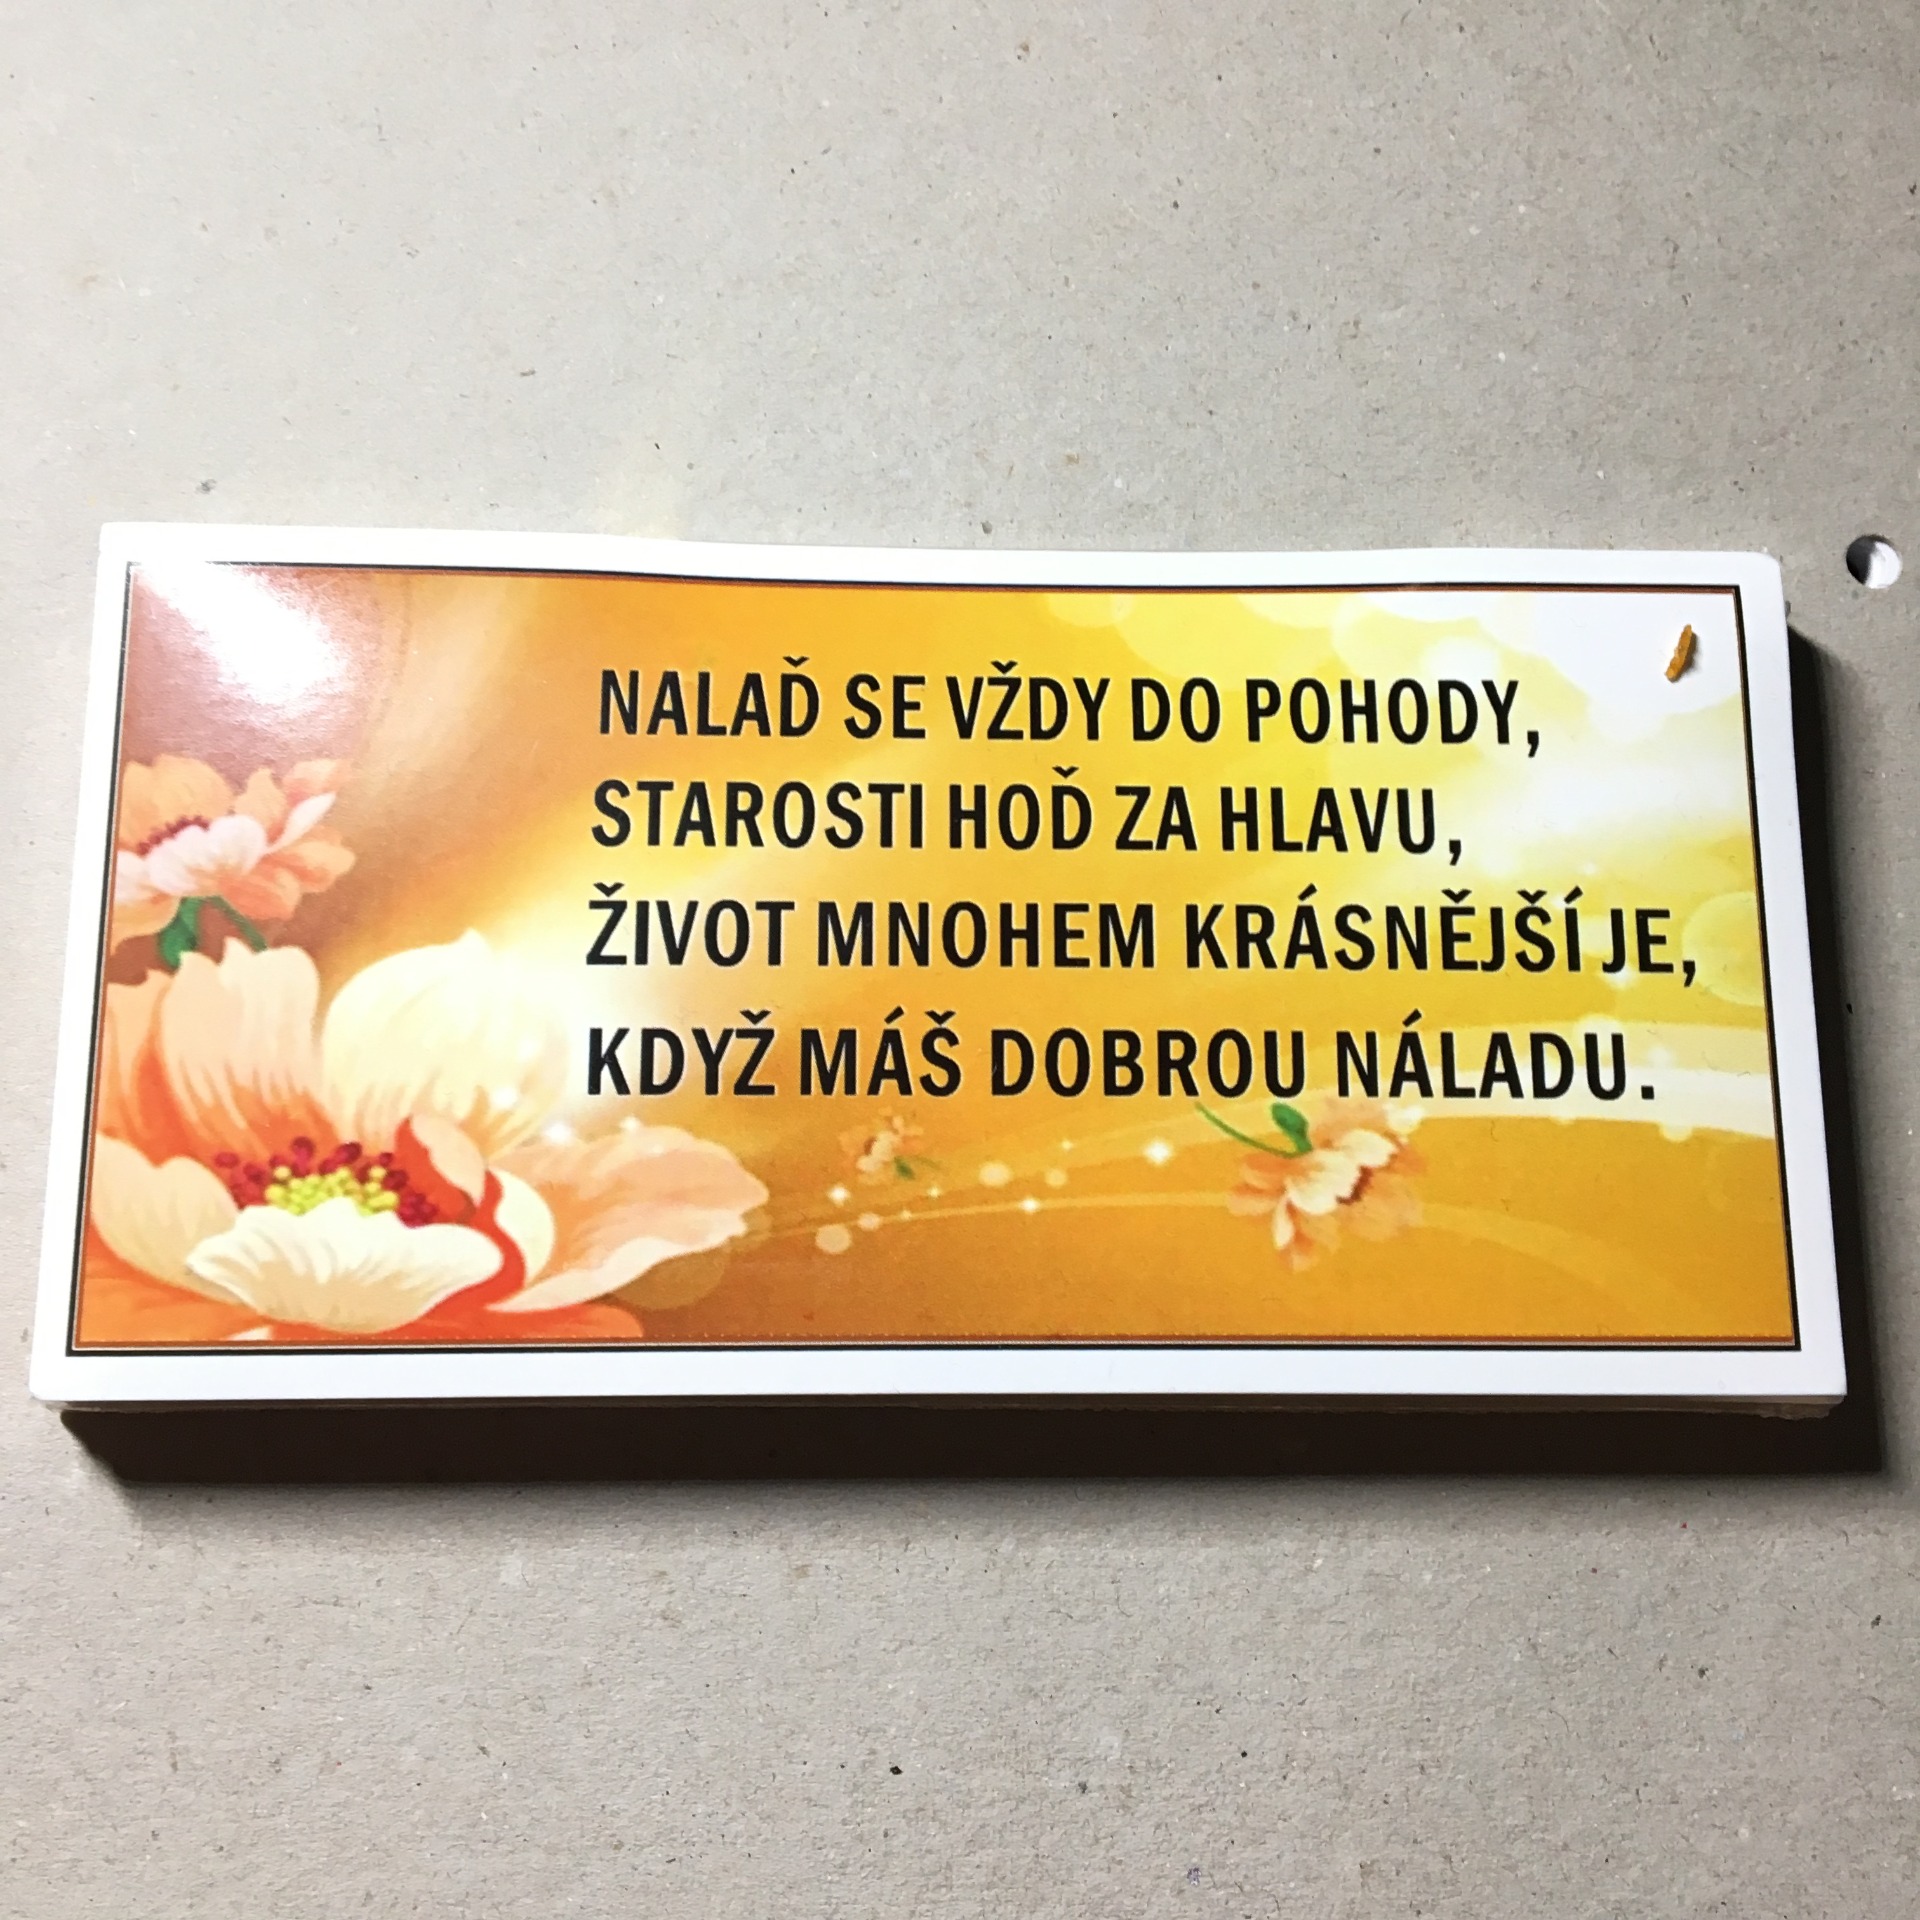 NALAĎ SE VŽDY DO POHODY,
STAROSTI HOĎ ZA HLAVU,
ŽIVOT MNOHEM KRÁSNĚJŠÍ JE,
KDYŽ MÁŠ DOBROU NÁLADU.